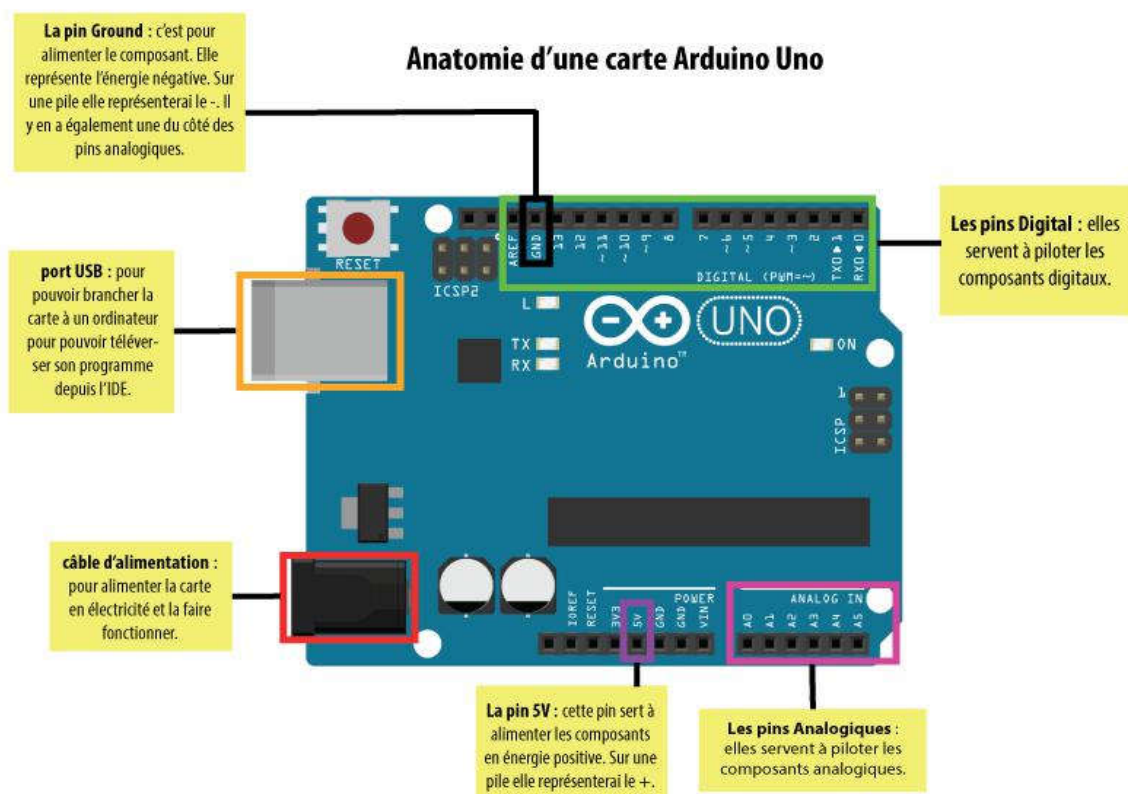 Anatomie d'une carte Arduino Uno
La pin Ground : c'est pour
alimenter le composant. Elle
représente l'énergie négative. Sur
une pile elle représenterai le -. Il
y en a également une du côté des
pins analogiques.
Les pins Digital : elles
servent à piloter les
composants digitaux.
port USB : pour
pouvoir brancher la
carte à un ordinateur
pour pouvoir téléver-
ser son programme
depuis l'IDE.
câble d'alimentation :
pour alimenter la carte
en électricité et la faire
fonctionner.
La pin 5V : cette pin sert à
alimenter les composants
en énergie positive. Sur une
pile elle représenterai le +.
Les pins Analogiques :
elles servent à piloter les
composants analogiques.
RESET
ICSP2
AREF
GND
13
12
~11
~10
~9
8
7
~6
~5
4
~3
2
TX0▶1
RX0◀0
DIGITAL (PWM=~)
L
TX
RX
Arduino™
UNO
ON
1
ICSP
IOREF
RESET
3V3
5V
GND
GND
VIN
POWER
ANALOG IN
A0
A1
A2
A3
A4
A5